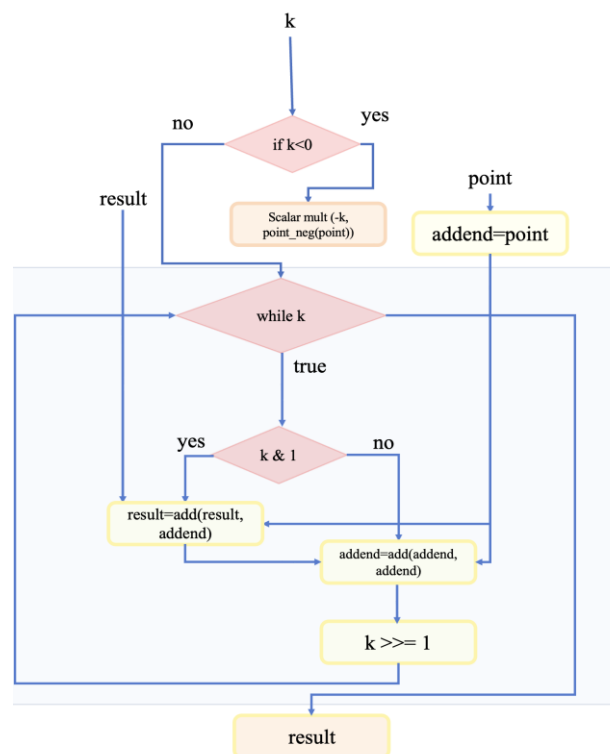 k
no
yes
if k<0
result
Scalar mult (-k,
point_neg(point))
point
addend=point
while k
true
yes
no
k & 1
result=add(result,
addend)
addend=add(addend,
addend)
k >>= 1
result